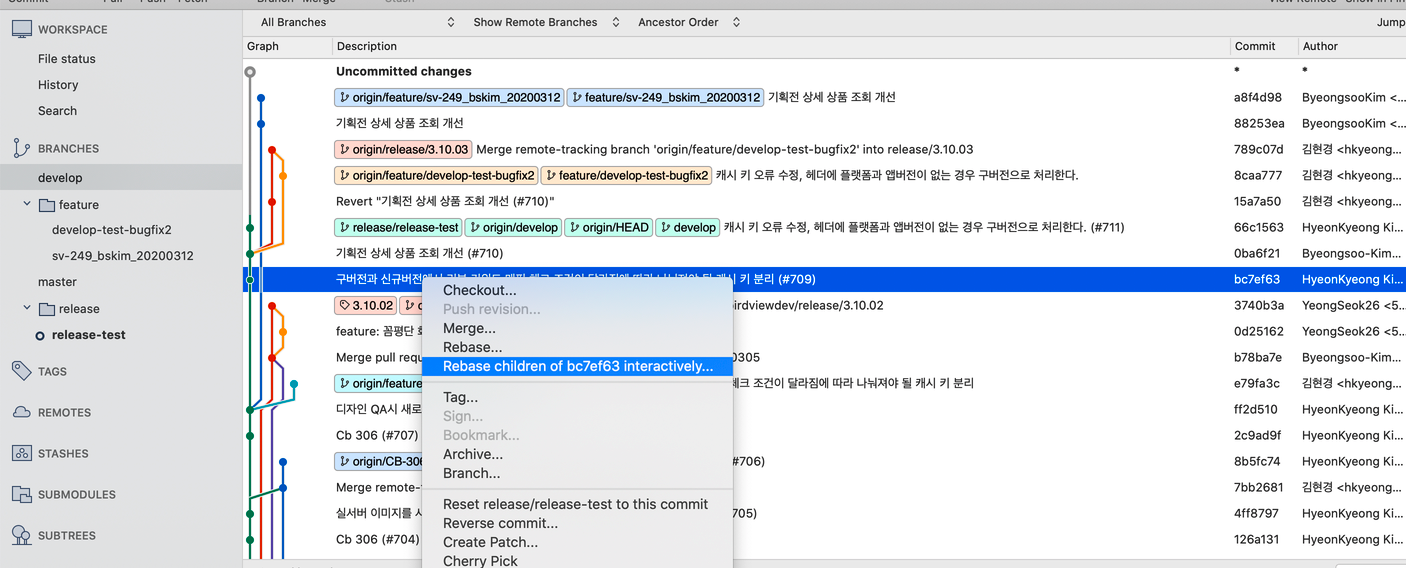 Branch Merge
All Branches Show Remote Branches Ancestor Order Jump
WORKSPACE
File status
History
Search
BRANCHES
develop
feature
develop-test-bugfix2
sv-249_bskim_20200312
master
release
release-test
TAGS
REMOTES
STASHES
SUBMODULES
SUBTREES
Graph Description Commit Author
Uncommitted changes * *
origin/feature/sv-249_bskim_20200312 feature/sv-249_bskim_20200312 기획전 상세 상품 조회 개선 a8f4d98 ByeongsooKim <...
기획전 상세 상품 조회 개선 88253ea ByeongsooKim <...
origin/release/3.10.03 Merge remote-tracking branch 'origin/feature/develop-test-bugfix2' into release/3.10.03 789c07d 김현경 <hkyeong...
origin/feature/develop-test-bugfix2 feature/develop-test-bugfix2 캐시 키 오류 수정, 헤더에 플랫폼과 앱버전이 없는 경우 구버전으로 처리한다. 8caa777 김현경 <hkyeong...
Revert "기획전 상세 상품 조회 개선 (#710)" 15a7a50 김현경 <hkyeong...
release/release-test origin/develop origin/HEAD develop 캐시 키 오류 수정, 헤더에 플랫폼과 앱버전이 없는 경우 구버전으로 처리한다. (#711) 66c1563 HyeonKyeong Ki...
기획전 상세 상품 조회 개선 (#710) 0ba6f21 Byeongsoo-Kim...
구버전과 신규버전에서 키 분리 (#709) bc7ef63 HyeonKyeong Ki...
3.10.02 irdviewdev/release/3.10.02 3740b3a YeongSeok26 <5...
feature: 꼼평단 0d25162 YeongSeok26 <5...
Merge pull requ 0305 b78ba7e Byeongsoo-Kim...
origin/feature 체크 조건이 달라짐에 따라 나눠져야 될 캐시 키 분리 e79fa3c 김현경 <hkyeong...
디자인 QA시 새로 ff2d510 HyeonKyeong Ki...
Cb 306 (#707) 2c9ad9f HyeonKyeong Ki...
origin/CB-306 #706) 8b5fc74 HyeonKyeong Ki...
Merge remote- 7bb2681 김현경 <hkyeong...
실서버 이미지를 705) 4ff8797 HyeonKyeong Ki...
Cb 306 (#704) 126a131 HyeonKyeong Ki...
Checkout...
Push revision...
Merge...
Rebase...
Rebase children of bc7ef63 interactively...
Tag...
Sign...
Bookmark...
Archive...
Branch...
Reset release/release-test to this commit
Reverse commit...
Create Patch...
Cherry Pick